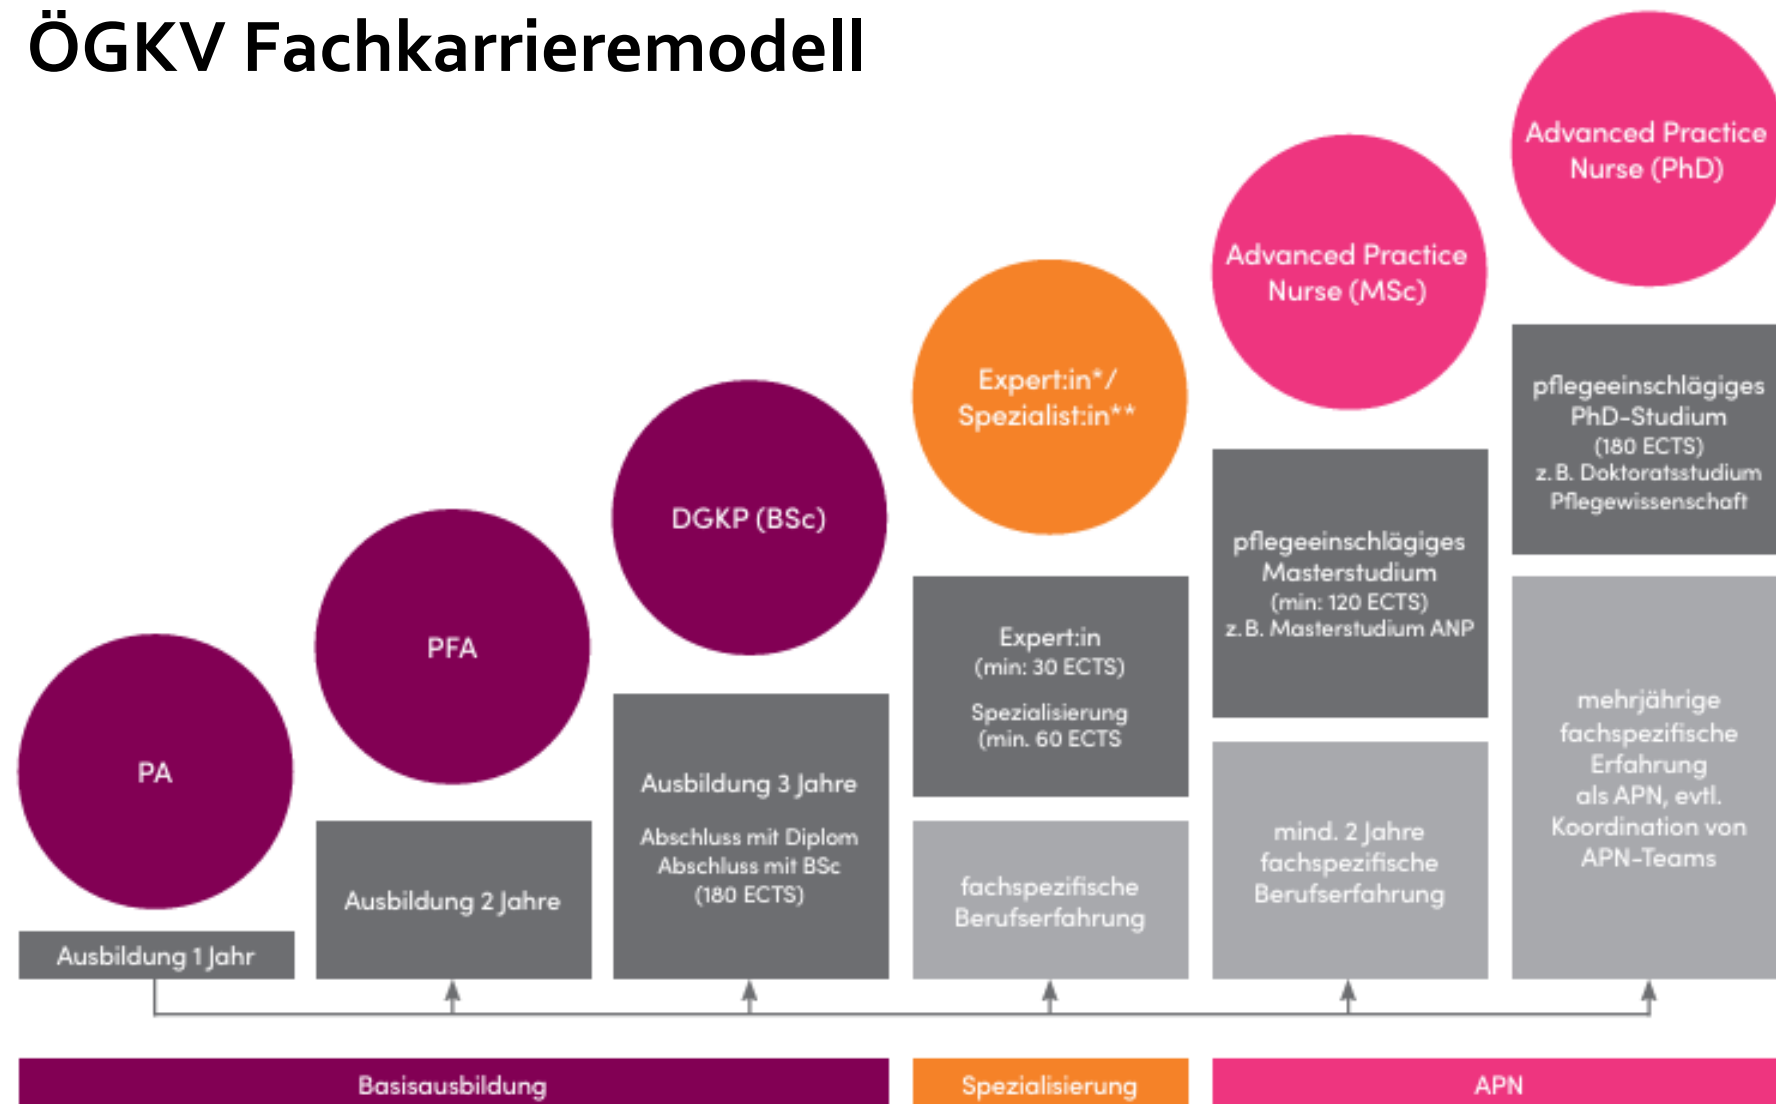 ÖGKV Fachkarrieremodell
PA
Ausbildung 1 Jahr
PFA
Ausbildung 2 Jahre
DGKP (BSc)
Ausbildung 3 Jahre
Abschluss mit Diplom
Abschluss mit BSc
(180 ECTS)
Expert:in*/
Spezialist:in**
Expert:in
(min: 30 ECTS)
Spezialisierung
(min. 60 ECTS
fachspezifische
Berufserfahrung
Advanced Practice
Nurse (MSc)
pflegeeinschlägiges
Masterstudium
(min: 120 ECTS)
z.B. Masterstudium ANP
mind. 2 Jahre
fachspezifische
Berufserfahrung
Advanced Practice
Nurse (PhD)
pflegeeinschlägiges
PhD-Studium
(180 ECTS)
z.B. Doktoratsstudium
Pflegewissenschaft
mehrjährige
fachspezifische
Erfahrung
als APN, evtl.
Koordination von
APN-Teams
Basisausbildung
Spezialisierung
APN